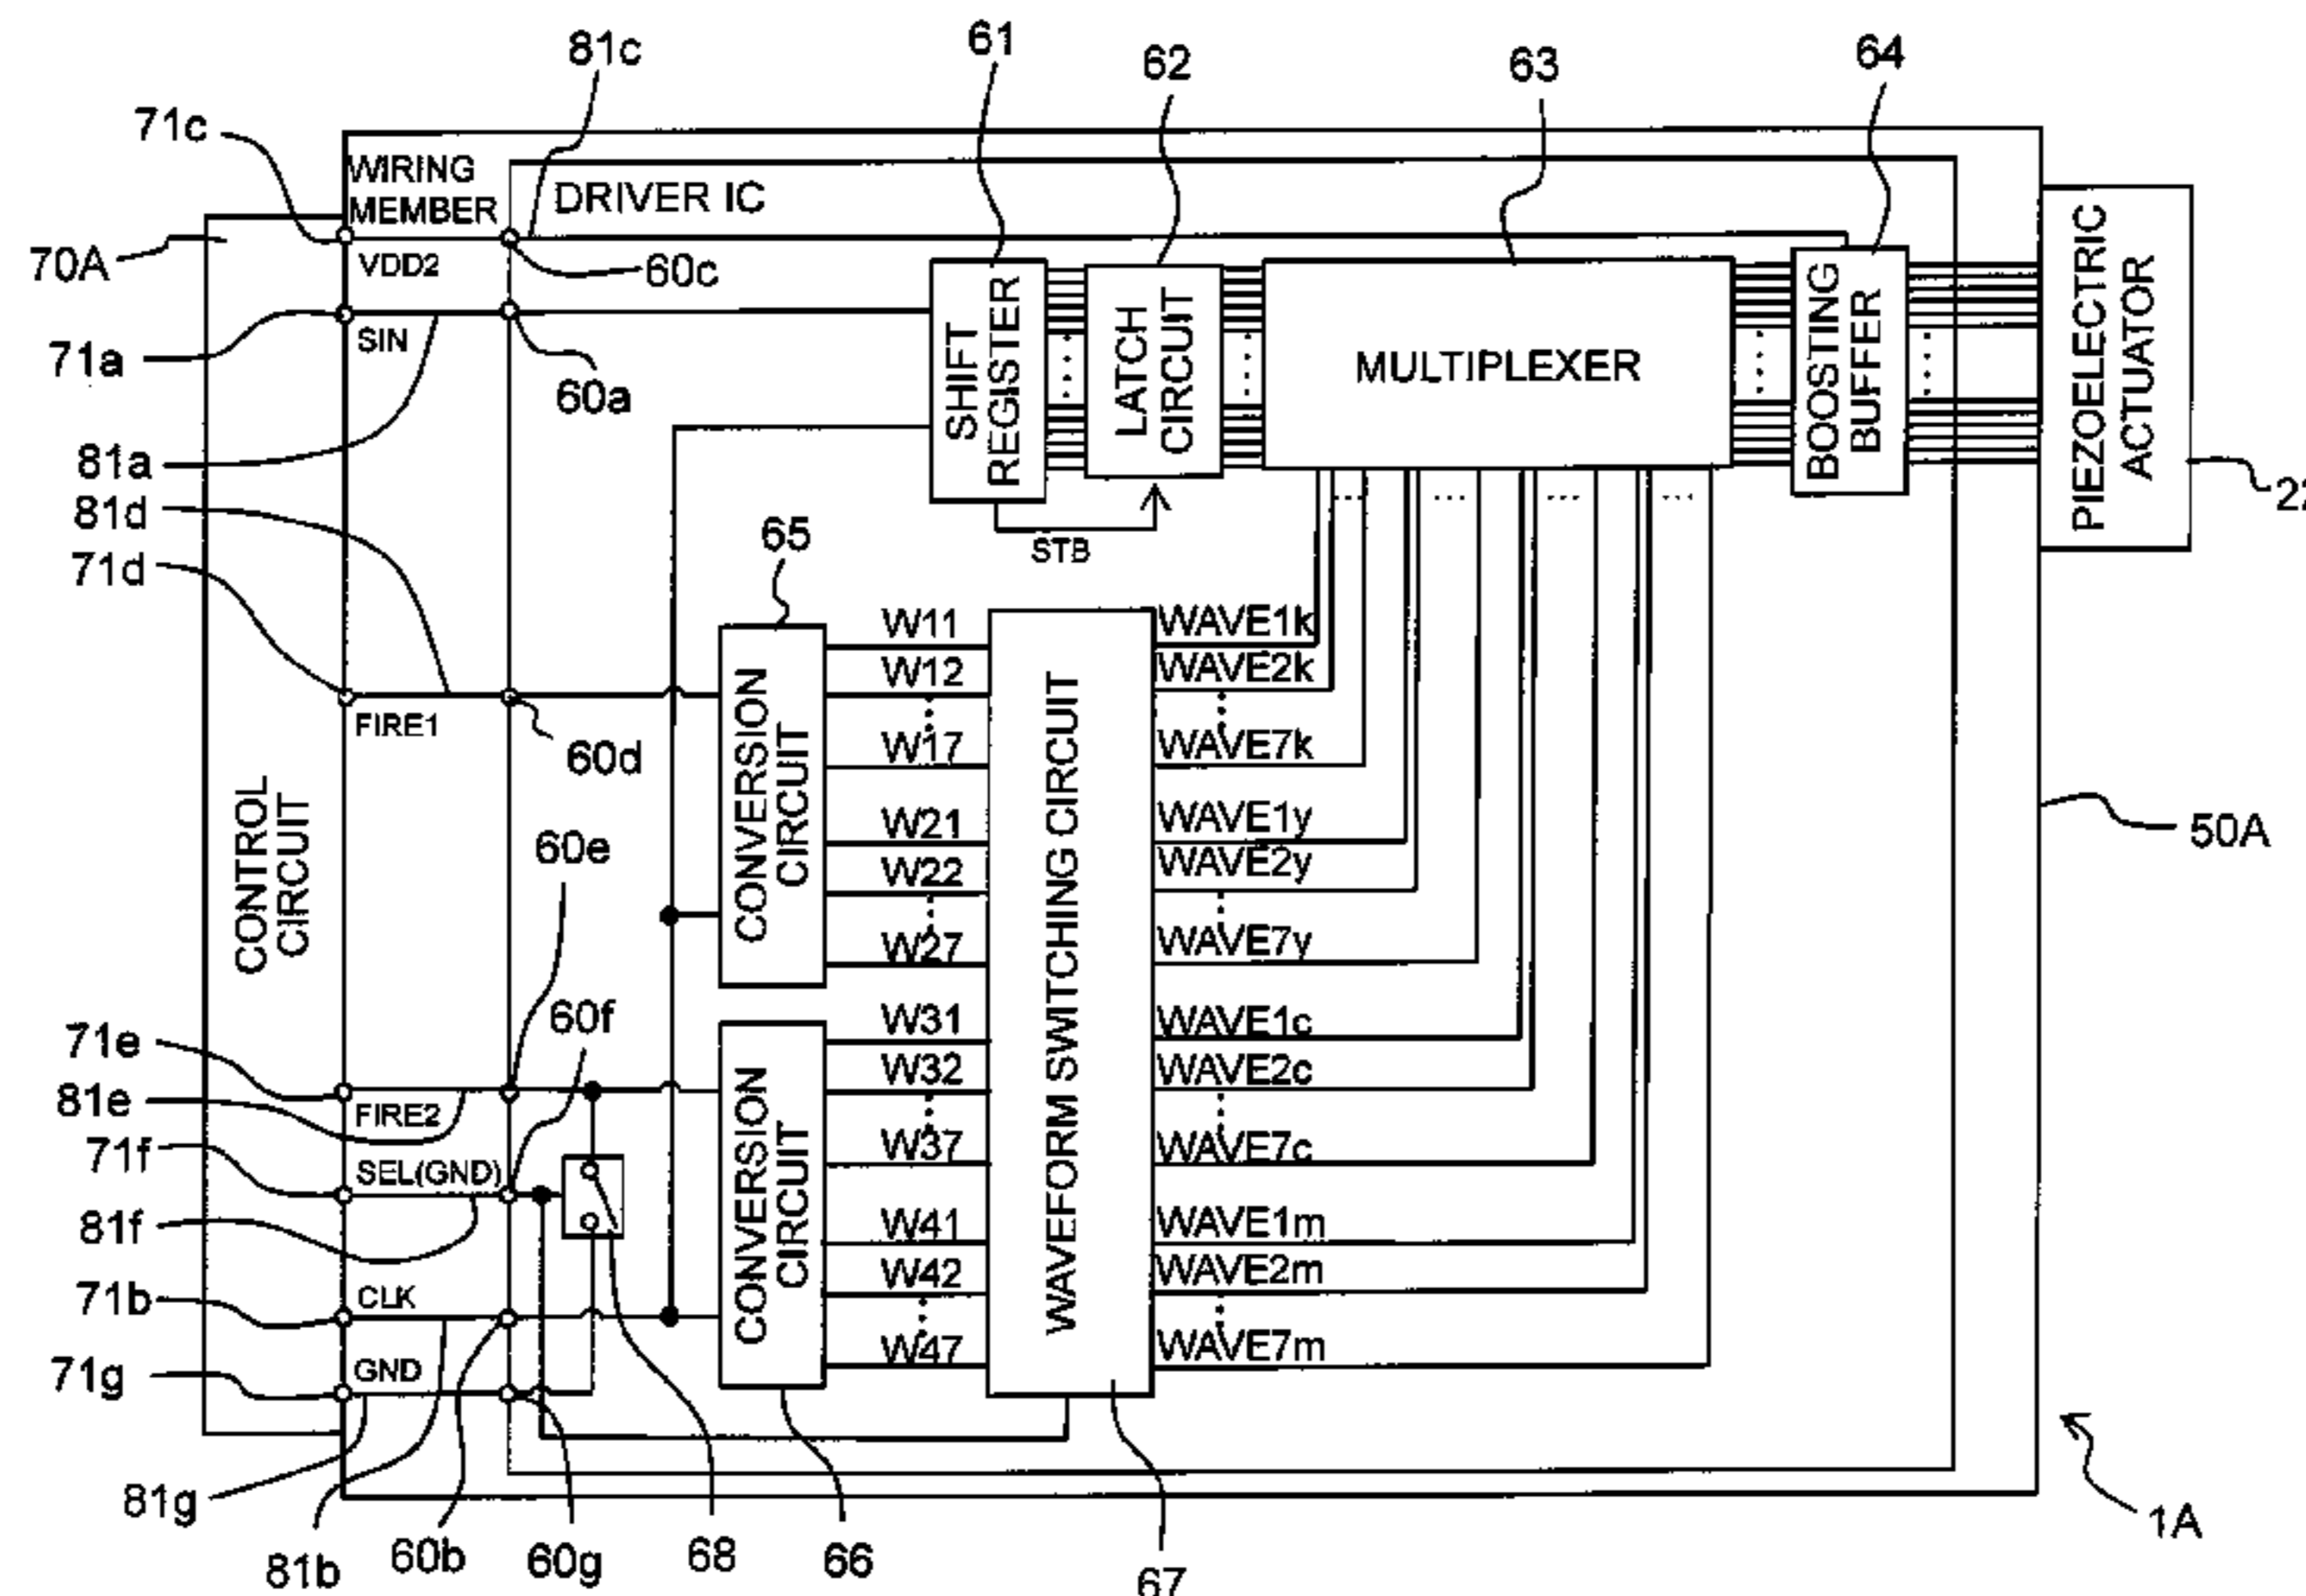 61
81c
62
63
64
71c
WIRING
MEMBER
DRIVER IC
70A
VDD2
60c
71a
SIN
60a
SHIFT
REGISTER
LATCH
CIRCUIT
MULTIPLEXER
BOOSTING
BUFFER
PIEZOELECTRIC
ACTUATOR
22
81a
81d
71d
STB
65
FIRE1
60d
CONVERSION
CIRCUIT
W11
W12
W17
W21
W22
W27
WAVEFORM SWITCHING CIRCUIT
WAVE1k
WAVE2k
WAVE7k
WAVE1y
WAVE2y
WAVE7y
50A
CONTROL
CIRCUIT
60e
60f
71e
81e
FIRE2
71f
SEL(GND)
81f
71b
CLK
71g
GND
CONVERSION
CIRCUIT
W31
W32
W37
W41
W42
W47
WAVE1c
WAVE2c
WAVE7c
WAVE1m
WAVE2m
WAVE7m
81g
81b
60b
60g
68
66
67
1A